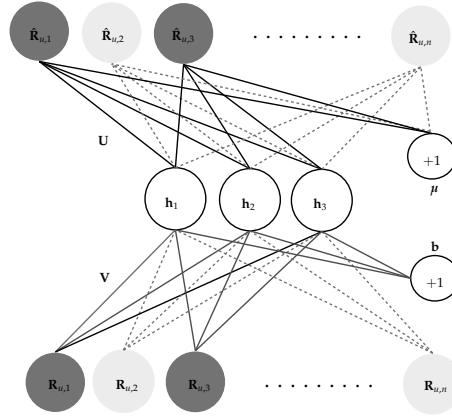 R̂u,1 R̂u,2 R̂u,3 . . . . . . . . . R̂u,n
U
+1
μ
h1 h2 h3
b
V
+1
Ru,1 Ru,2 Ru,3 . . . . . . . . . Ru,n